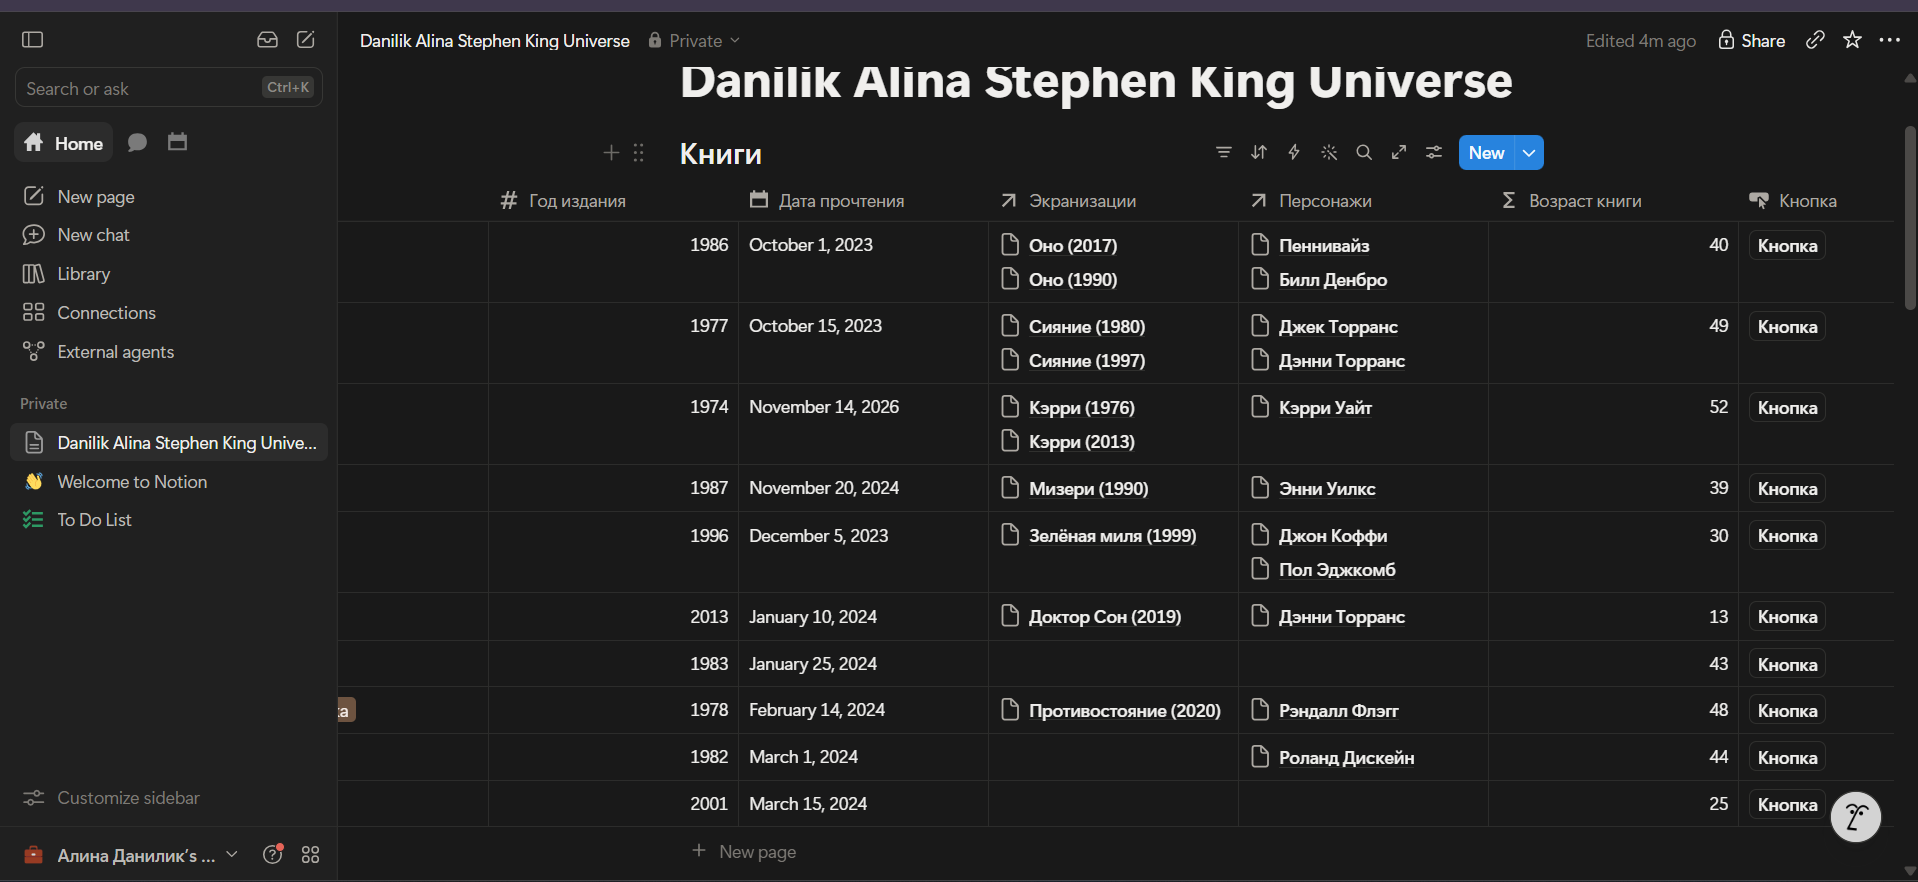 Danilik Alina Stephen King Universe Private
Edited 4m ago Share
Search or ask Ctrl+K
Home
New page
New chat
Library
Connections
External agents
Private
Danilik Alina Stephen King Unive...
Welcome to Notion
To Do List
Customize sidebar
Алина Данилик's ...
Danilik Alina Stephen King Universe
Книги
New
# Год издания Дата прочтения Экранизации Персонажи Σ Возраст книги Кнопка
1986 October 1, 2023 Оно (2017) Пеннивайз 40 Кнопка
Оно (1990) Билл Денбро
1977 October 15, 2023 Сияние (1980) Джек Торранс 49 Кнопка
Сияние (1997) Дэнни Торранс
1974 November 14, 2026 Кэрри (1976) Кэрри Уайт 52 Кнопка
Кэрри (2013)
1987 November 20, 2024 Мизери (1990) Энни Уилкс 39 Кнопка
1996 December 5, 2023 Зелёная миля (1999) Джон Коффи 30 Кнопка
Пол Эджкомб
2013 January 10, 2024 Доктор Сон (2019) Дэнни Торранс 13 Кнопка
1983 January 25, 2024 43 Кнопка
ка 1978 February 14, 2024 Противостояние (2020) Рэндалл Флэгг 48 Кнопка
1982 March 1, 2024 Роланд Дискейн 44 Кнопка
2001 March 15, 2024 25 Кнопка
New page